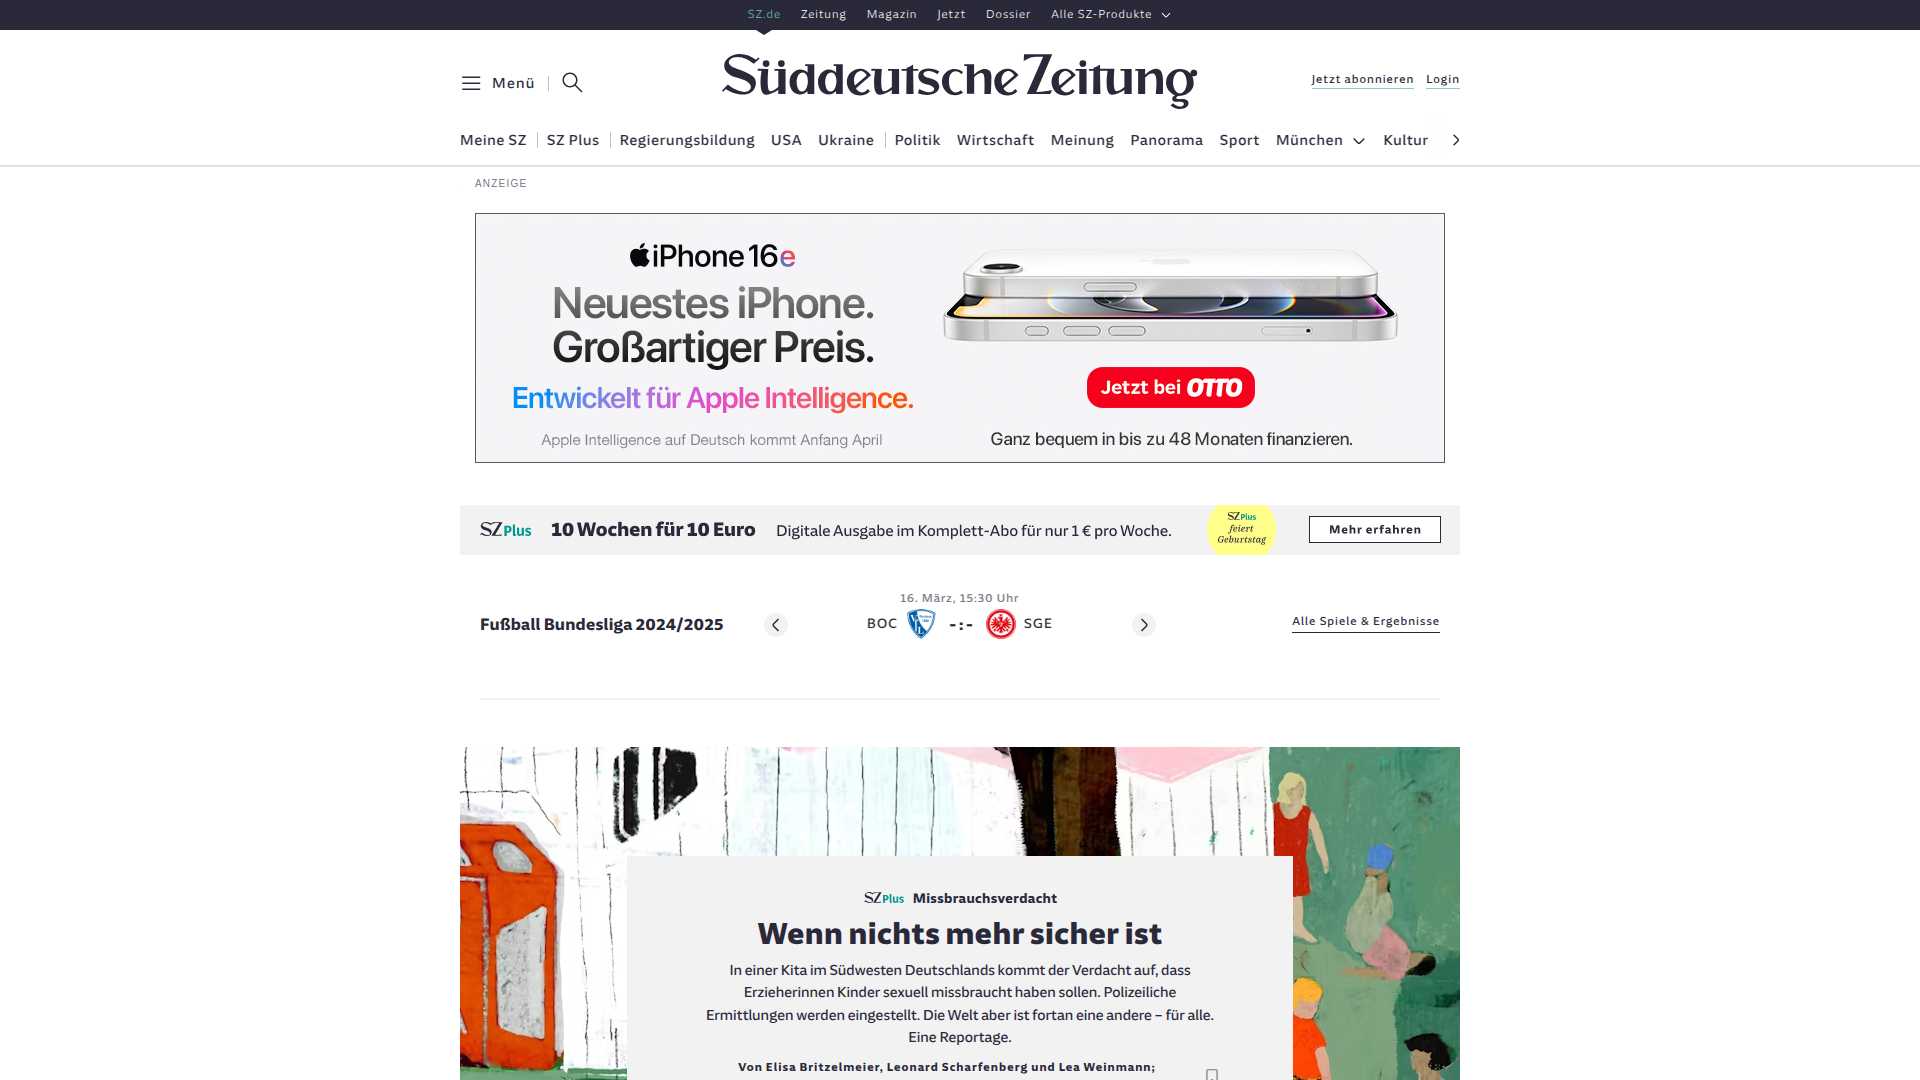 SZ.de Zeitung Magazin Jetzt Dossier Alle SZ-Produkte
Menü
Süddeutsche Zeitung
Jetzt abonnieren Login
Meine SZ SZ Plus Regierungsbildung USA Ukraine Politik Wirtschaft Meinung Panorama Sport München Kultur
ANZEIGE
iPhone 16e
Neuestes iPhone.
Großartiger Preis.
Entwickelt für Apple Intelligence.
Apple Intelligence auf Deutsch kommt Anfang April
Jetzt bei OTTO
Ganz bequem in bis zu 48 Monaten finanzieren.
SZ Plus 10 Wochen für 10 Euro Digitale Ausgabe im Komplett-Abo für nur 1 € pro Woche.
SZ Plus
feiert
Geburtstag
Mehr erfahren
16. März, 15:30 Uhr
Fußball Bundesliga 2024/2025
BOC -:- SGE
Alle Spiele & Ergebnisse
SZ Plus Missbrauchsverdacht
Wenn nichts mehr sicher ist
In einer Kita im Südwesten Deutschlands kommt der Verdacht auf, dass
Erzieherinnen Kinder sexuell missbraucht haben sollen. Polizeiliche
Ermittlungen werden eingestellt. Die Welt aber ist fortan eine andere – für alle.
Eine Reportage.
Von Elisa Britzelmeier, Leonard Scharfenberg und Lea Weinmann;